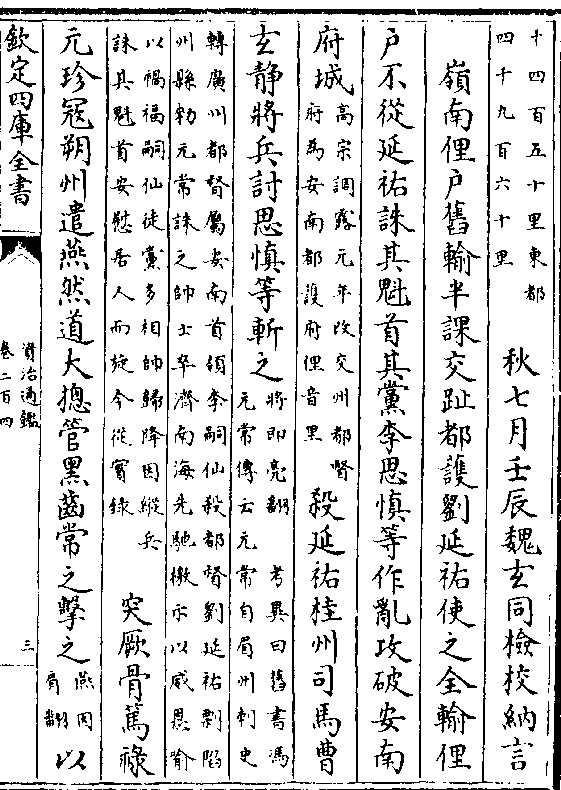 十四百五十里東都
四十九百六十里
秋七月壬辰魏玄同檢校納言
嶺南俚户舊輸半課交趾都護劉延祐使之全輸俚
户不從延祐誅其魁首其黨李思慎等作亂攻破安南
府城
高宗調露元年改交州都督
府為安南都護府俚音里
殺延祐桂州司馬曹
玄静將兵討思慎等斬之
將即亮翻　考異曰舊書馮
元常傳云元常自眉州刺史
轉廣州都督屬安南首領李嗣仙殺都督劉延祐剽陷
州縣勅元常誅之帥士卒濟南海先馳檄示以威恩喻
以禍福嗣仙徒黨多相帥歸降因縱兵
誅其魁首安慰居人而旋今從實錄
突厥骨篤祿
元珍冦朔州遣燕然道大揔管黑齒常之擊之
燕因
肩翻
以
欽定四庫全書
資治通鑑
卷二百四
三